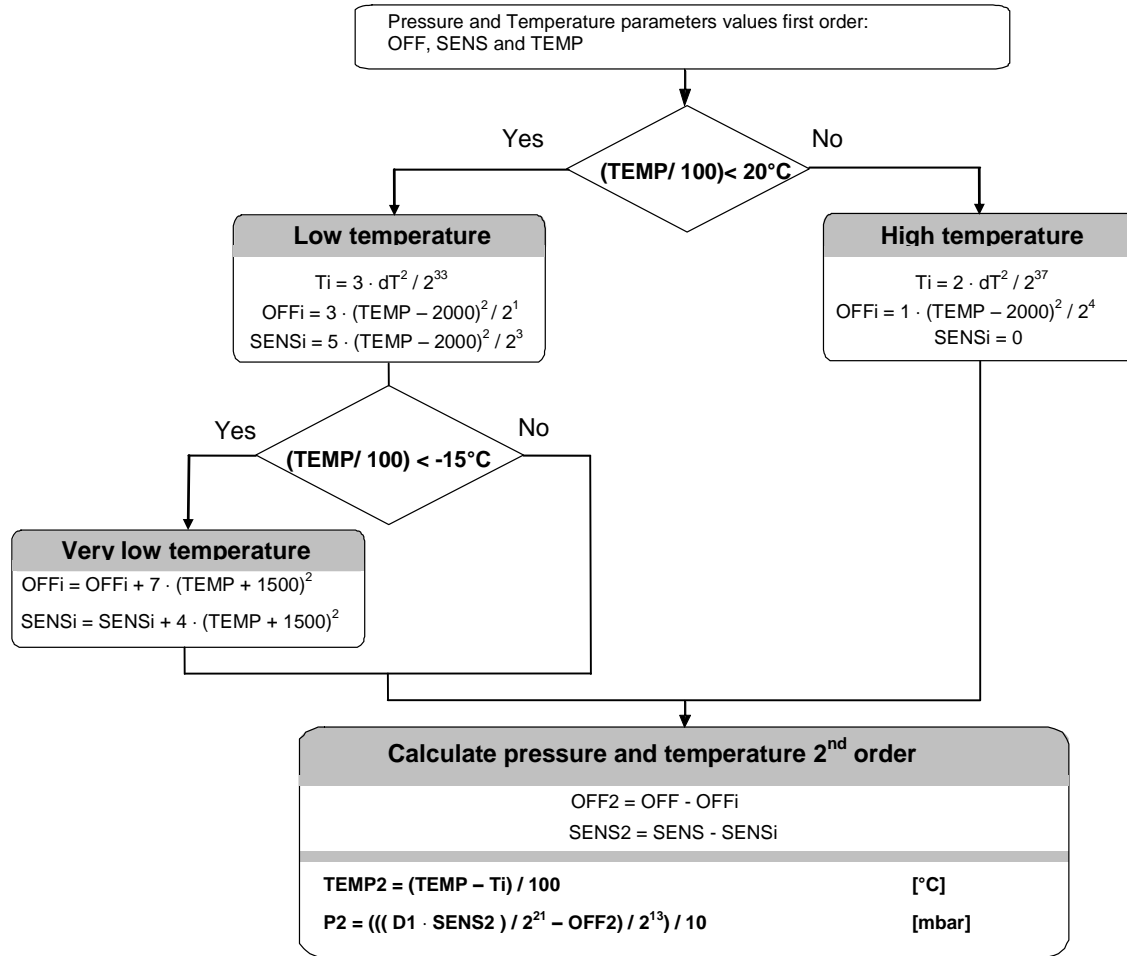 Pressure and Temperature parameters values first order:
OFF, SENS and TEMP
Yes
No
(TEMP/ 100)< 20°C
Low temperature
Ti = 3 · dT² / 2³³
OFFi = 3 · (TEMP – 2000)² / 2¹
SENSi = 5 · (TEMP – 2000)² / 2³
High temperature
Ti = 2 · dT² / 2³⁷
OFFi = 1 · (TEMP – 2000)² / 2⁴
SENSi = 0
Yes
No
(TEMP/ 100) < -15°C
Very low temperature
OFFi = OFFi + 7 · (TEMP + 1500)²
SENSi = SENSi + 4 · (TEMP + 1500)²
Calculate pressure and temperature 2ⁿᵈ order
OFF2 = OFF - OFFi
SENS2 = SENS - SENSi
TEMP2 = (TEMP – Ti) / 100 [°C]
P2 = ((( D1 · SENS2 ) / 2²¹ – OFF2) / 2¹³) / 10 [mbar]